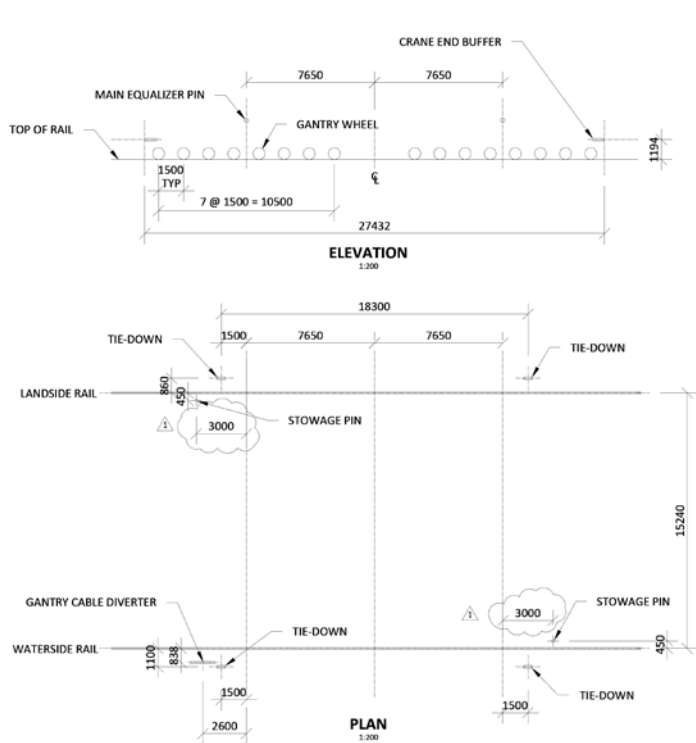 CRANE END BUFFER
7650
7650
MAIN EQUALIZER PIN
GANTRY WHEEL
TOP OF RAIL
1194
1500
TYP
℄
7 @ 1500 = 10500
27432
ELEVATION
1:200
18300
TIE-DOWN
1500
7650
7650
TIE-DOWN
860
LANDSIDE RAIL
450
STOWAGE PIN
1
3000
15240
GANTRY CABLE DIVERTER
1
3000
STOWAGE PIN
TIE-DOWN
WATERSIDE RAIL
1100
838
450
1500
1500
TIE-DOWN
2600
PLAN
1:200